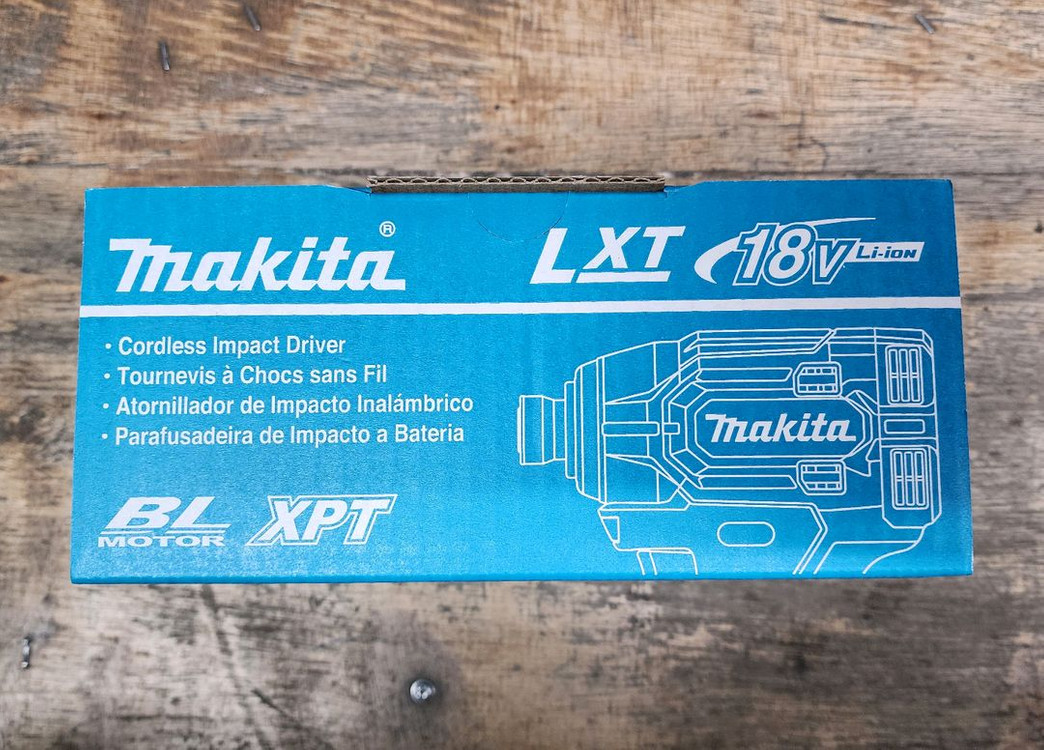 makita®
LXT 18V Li-ion
• Cordless Impact Driver
• Tournevis à Chocs sans Fil
• Atornillador de Impacto Inalámbrico
• Parafusadeira de Impacto a Bateria
makita
BL MOTOR XPT